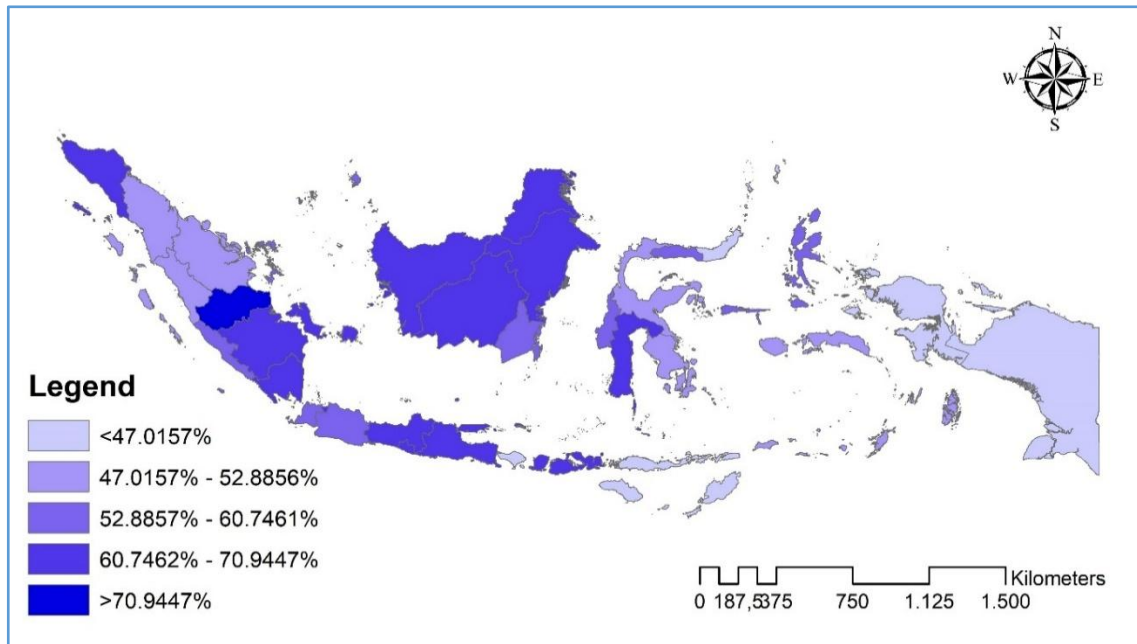 N
W E
S
Legend
<47.0157%
47.0157% - 52.8856%
52.8857% - 60.7461%
60.7462% - 70.9447%
>70.9447%
Kilometers
0 187,5 375 750 1.125 1.500